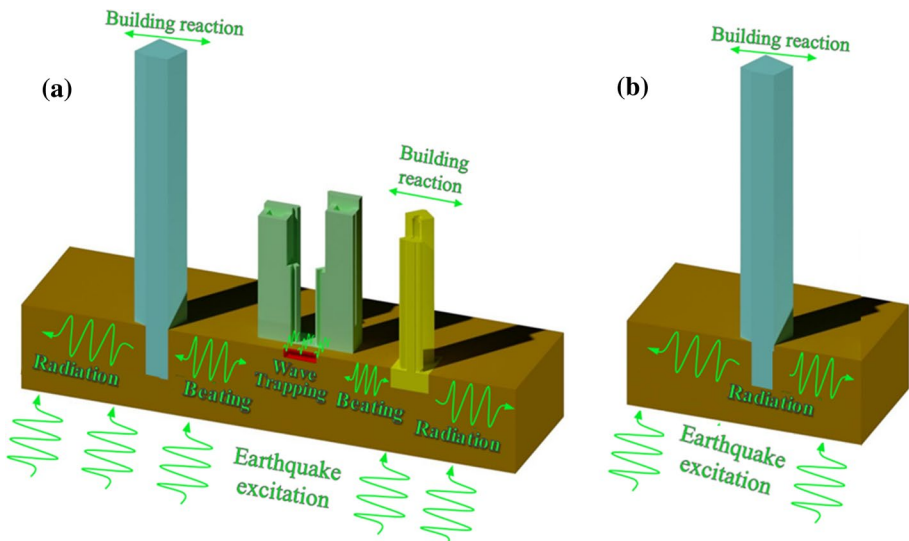 Building reaction
(a)
Building
reaction
Radiation
Beating
Wave
Trapping
Beating
Radiation
Earthquake
excitation
Building reaction
(b)
Radiation
Earthquake
excitation